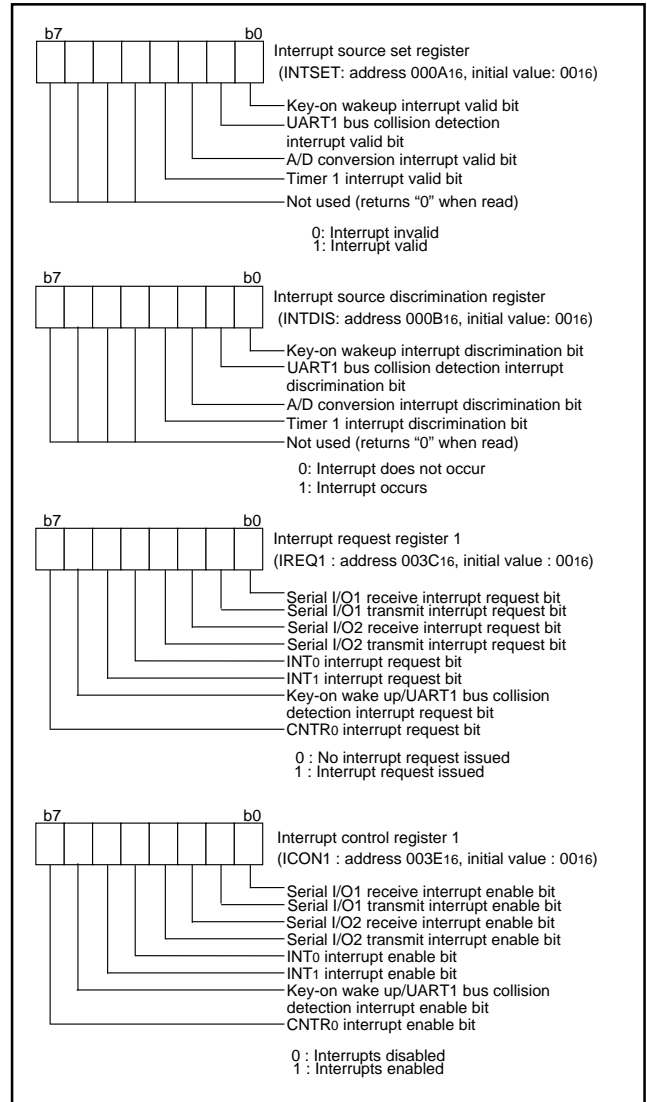 b7 b0
Interrupt source set register
(INTSET: address 000A16, initial value: 0016)
Key-on wakeup interrupt valid bit
UART1 bus collision detection
interrupt valid bit
A/D conversion interrupt valid bit
Timer 1 interrupt valid bit
Not used (returns “0” when read)
0: Interrupt invalid
1: Interrupt valid
b7 b0
Interrupt source discrimination register
(INTDIS: address 000B16, initial value: 0016)
Key-on wakeup interrupt discrimination bit
UART1 bus collision detection interrupt
discrimination bit
A/D conversion interrupt discrimination bit
Timer 1 interrupt discrimination bit
Not used (returns “0” when read)
0: Interrupt does not occur
1: Interrupt occurs
b7 b0
Interrupt request register 1
(IREQ1 : address 003C16, initial value : 0016)
Serial I/O1 receive interrupt request bit
Serial I/O1 transmit interrupt request bit
Serial I/O2 receive interrupt request bit
Serial I/O2 transmit interrupt request bit
INT0 interrupt request bit
INT1 interrupt request bit
Key-on wake up/UART1 bus collision
detection interrupt request bit
CNTR0 interrupt request bit
0 : No interrupt request issued
1 : Interrupt request issued
b7 b0
Interrupt control register 1
(ICON1 : address 003E16, initial value : 0016)
Serial I/O1 receive interrupt enable bit
Serial I/O1 transmit interrupt enable bit
Serial I/O2 receive interrupt enable bit
Serial I/O2 transmit interrupt enable bit
INT0 interrupt enable bit
INT1 interrupt enable bit
Key-on wake up/UART1 bus collision
detection interrupt enable bit
CNTR0 interrupt enable bit
0 : Interrupts disabled
1 : Interrupts enabled